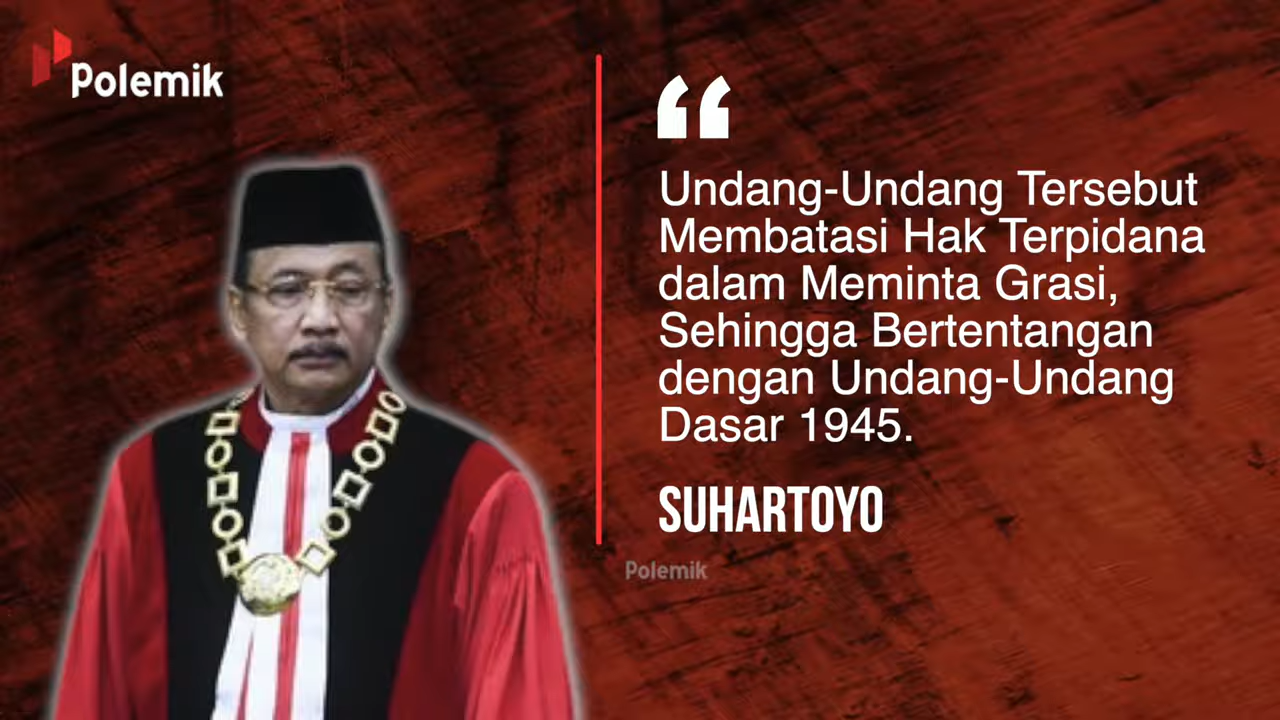 Polemik
Undang-Undang Tersebut
Membatasi Hak Terpidana
dalam Meminta Grasi,
Sehingga Bertentangan
dengan Undang-Undang
Dasar 1945.
SUHARTOYO
Polemik